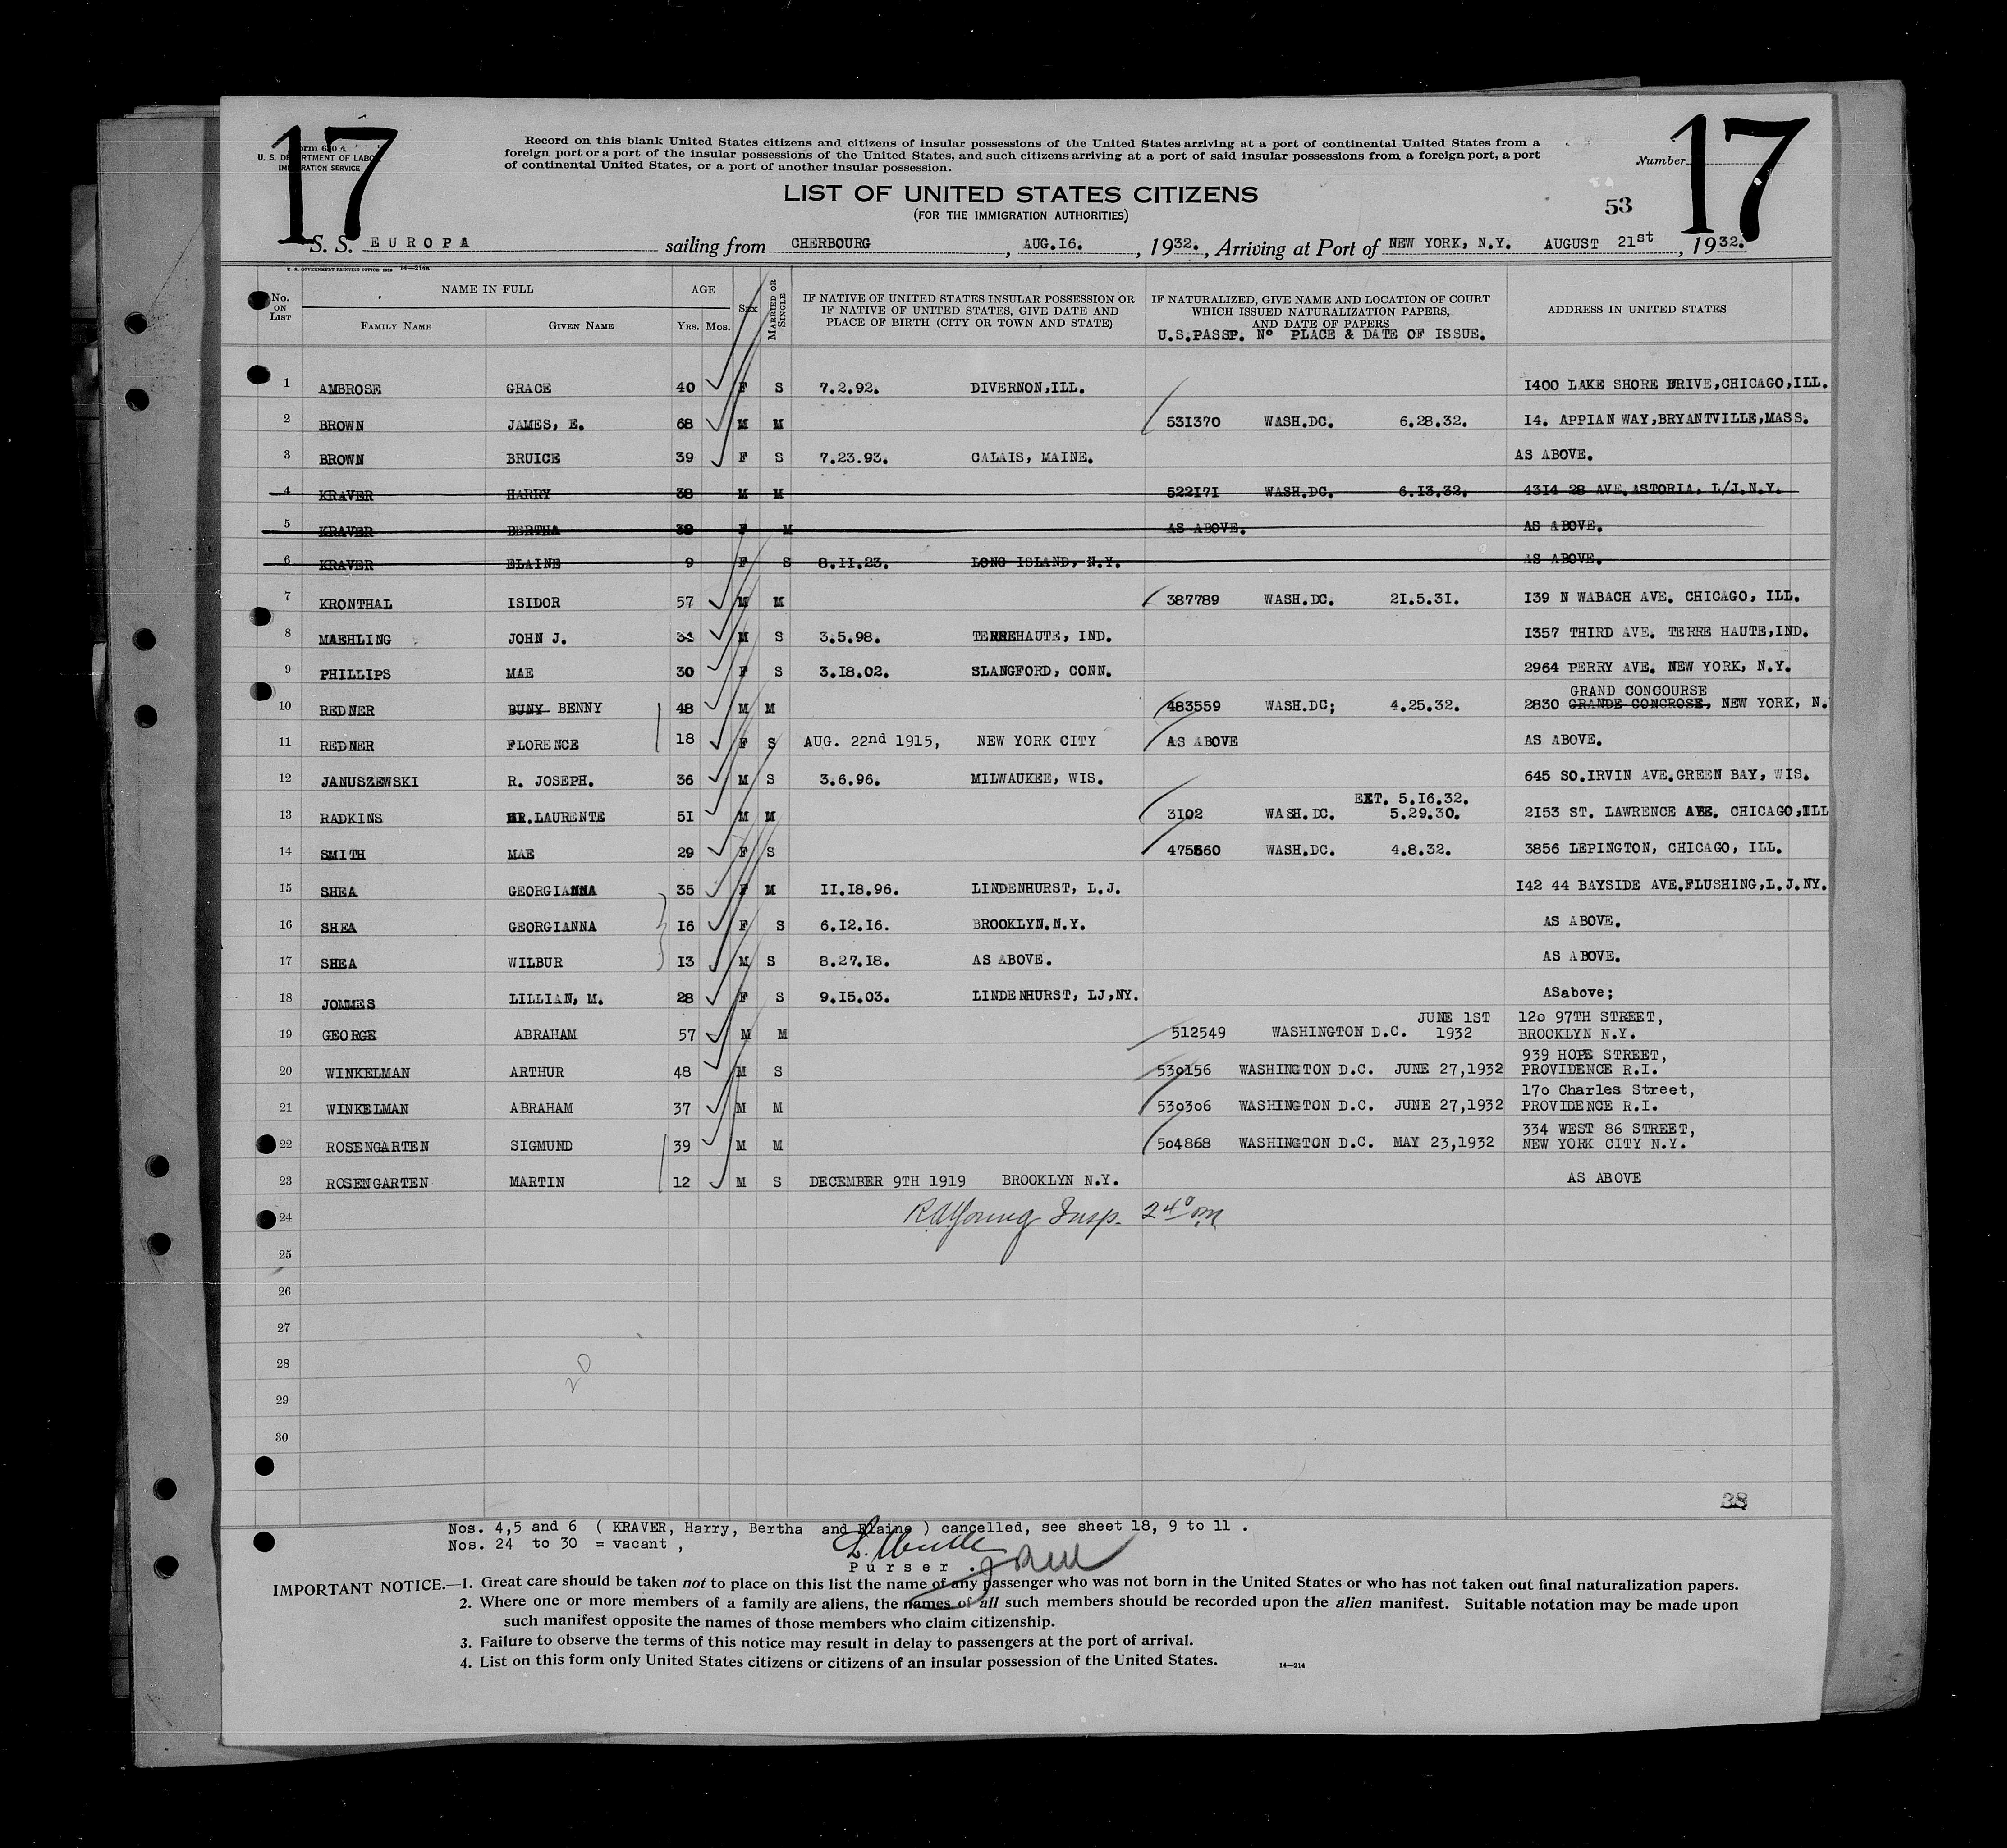 17
17
Form 630 A
U. S. DEPARTMENT OF LABOR
IMMIGRATION SERVICE
Record on this blank United States citizens and citizens of insular possessions of the United States arriving at a port of continental United States from a
foreign port or a port of the insular possessions of the United States, and such citizens arriving at a port of said insular possessions from a foreign port, a port
of continental United States, or a port of another insular possession.
Number
LIST OF UNITED STATES CITIZENS
(FOR THE IMMIGRATION AUTHORITIES)
53
S. S. EUROPA sailing from CHERBOURG, AUG.16., 1932., Arriving at Port of NEW YORK, N.Y. AUGUST 21st, 1932.
U. S. GOVERNMENT PRINTING OFFICE: 14—214a
No. ON LIST NAME IN FULL FAMILY NAME GIVEN NAME AGE YRS. MOS. SEX MARRIED OR SINGLE
IF NATIVE OF UNITED STATES INSULAR POSSESSION OR
IF NATIVE OF UNITED STATES, GIVE DATE AND
PLACE OF BIRTH (CITY OR TOWN AND STATE)
IF NATURALIZED, GIVE NAME AND LOCATION OF COURT
WHICH ISSUED NATURALIZATION PAPERS,
AND DATE OF PAPERS
U.S.PASSP. No PLACE & DATE OF ISSUE.
ADDRESS IN UNITED STATES
1 AMBROSE GRACE 40 F S 7.2.92. DIVERNON,ILL. 1400 LAKE SHORE DRIVE,CHICAGO,ILL.
2 BROWN JAMES, E. 68 M M 531370 WASH.DC. 6.28.32. 14. APPIAN WAY,BRYANTVILLE,MASS.
3 BROWN BRUICE 39 F S 7.23.93. CALAIS, MAINE. AS ABOVE.
4 KRAVER HARRY 38 M M 522171 WASH.DC. 6.13.32. 4314 28 AVE.ASTORIA, L/J.N.Y.
5 KRAVER BERTHA 38 F M AS ABOVE. AS ABOVE.
6 KRAVER ELAINE 9 F S 8.11.23. LONG ISLAND, N.Y. AS ABOVE.
7 KRONTHAL ISIDOR 57 M M 387789 WASH.DC. 21.5.31. 139 N WABACH AVE. CHICAGO, ILL.
8 MAEHLING JOHN J. 34 M S 3.5.98. TERREHAUTE, IND. 1357 THIRD AVE. TERRE HAUTE,IND.
9 PHILLIPS MAE 30 F S 3.18.02. SLANGFORD, CONN. 2964 PERRY AVE. NEW YORK, N.Y.
GRAND CONCOURSE
10 REDNER BUNY BENNY 48 M M 483559 WASH.DC; 4.25.32. 2830 GRANDE CONCROSE, NEW YORK, N.
11 REDNER FLORENCE 18 F S AUG. 22nd 1915, NEW YORK CITY AS ABOVE AS ABOVE.
12 JANUSZEWSKI R. JOSEPH. 36 M S 3.6.96. MILWAUKEE, WIS. 645 SO.IRVIN AVE.GREEN BAY, WIS.
EXT. 5.16.32.
13 RADKINS DR.LAURENTE 51 M M 3102 WASH.DC. 5.29.30. 2153 ST. LAWRENCE AVE. CHICAGO,ILL
14 SMITH MAE 29 F S 475560 WASH.DC. 4.8.32. 3856 LEPINGTON, CHICAGO, ILL.
15 SHEA GEORGIANNA 35 F M 11.18.96. LINDENHURST, L.J. 142 44 BAYSIDE AVE.FLUSHING,L.J.NY.
16 SHEA GEORGIANNA 16 F S 6.12.16. BROOKLYN.N.Y. AS ABOVE.
17 SHEA WILBUR 13 M S 8.27.18. AS ABOVE. AS ABOVE.
18 JOMMES LILLIAN, M. 28 F S 9.15.03. LINDENHURST, LJ,NY. ASabove;
JUNE 1ST 120 97TH STREET,
19 GEORGE ABRAHAM 57 M M 512549 WASHINGTON D.C. 1932 BROOKLYN N.Y.
939 HOPE STREET,
20 WINKELMAN ARTHUR 48 M S 530156 WASHINGTON D.C. JUNE 27,1932 PROVIDENCE R.I.
170 Charles Street,
21 WINKELMAN ABRAHAM 37 M M 530306 WASHINGTON D.C. JUNE 27,1932 PROVIDENCE R.I.
334 WEST 86 STREET,
22 ROSENGARTEN SIGMUND 39 M M 504868 WASHINGTON D.C. MAY 23,1932 NEW YORK CITY N.Y.
23 ROSENGARTEN MARTIN 12 M S DECEMBER 9TH 1919 BROOKLYN N.Y. AS ABOVE
24 RAYoung Insp. 2 40 pm
25
26
27
28
20
29
30
38
Nos. 4,5 and 6 ( KRAVER, Harry, Bertha and Elaine ) cancelled, see sheet 18, 9 to 11 .
Nos. 24 to 30 = vacant ,
Purser.
IMPORTANT NOTICE.—1. Great care should be taken not to place on this list the name of any passenger who was not born in the United States or who has not taken out final naturalization papers.
2. Where one or more members of a family are aliens, the names of all such members should be recorded upon the alien manifest. Suitable notation may be made upon
such manifest opposite the names of those members who claim citizenship.
3. Failure to observe the terms of this notice may result in delay to passengers at the port of arrival.
4. List on this form only United States citizens or citizens of an insular possession of the United States.
14—214